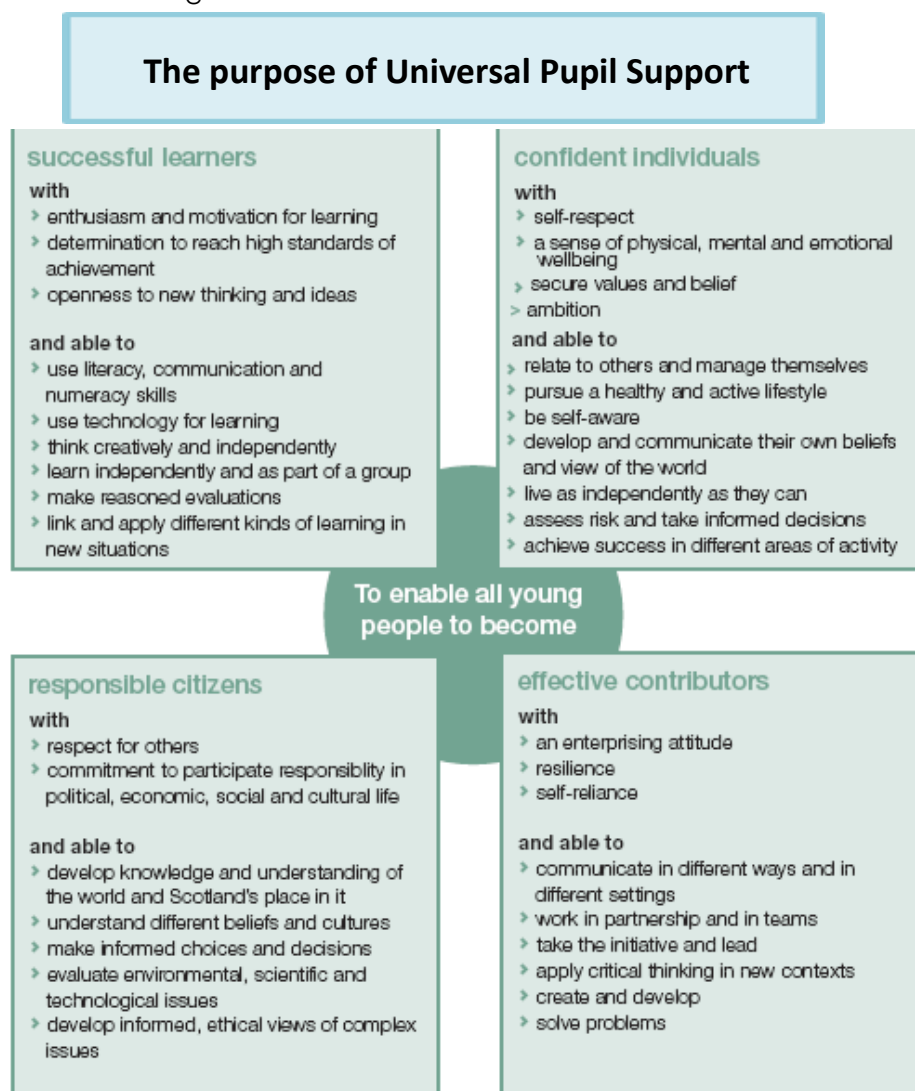 The purpose of Universal Pupil Support
successful learners
with
> enthusiasm and motivation for learning
> determination to reach high standards of
achievement
> openness to new thinking and ideas
and able to
> use literacy, communication and
numeracy skills
> use technology for learning
> think creatively and independently
> learn independently and as part of a group
> make reasoned evaluations
> link and apply different kinds of learning in
new situations
confident individuals
with
> self-respect
> a sense of physical, mental and emotional
wellbeing
> secure values and belief
> ambition
and able to
> relate to others and manage themselves
> pursue a healthy and active lifestyle
> be self-aware
> develop and communicate their own beliefs
and view of the world
> live as independently as they can
> assess risk and take informed decisions
> achieve success in different areas of activity
To enable all young
people to become
responsible citizens
with
> respect for others
> commitment to participate responsiblity in
political, economic, social and cultural life
and able to
> develop knowledge and understanding of
the world and Scotland's place in it
> understand different beliefs and cultures
> make informed choices and decisions
> evaluate environmental, scientific and
technological issues
> develop informed, ethical views of complex
issues
effective contributors
with
> an enterprising attitude
> resilience
> self-reliance
and able to
> communicate in different ways and in
different settings
> work in partnership and in teams
> take the initiative and lead
> apply critical thinking in new contexts
> create and develop
> solve problems